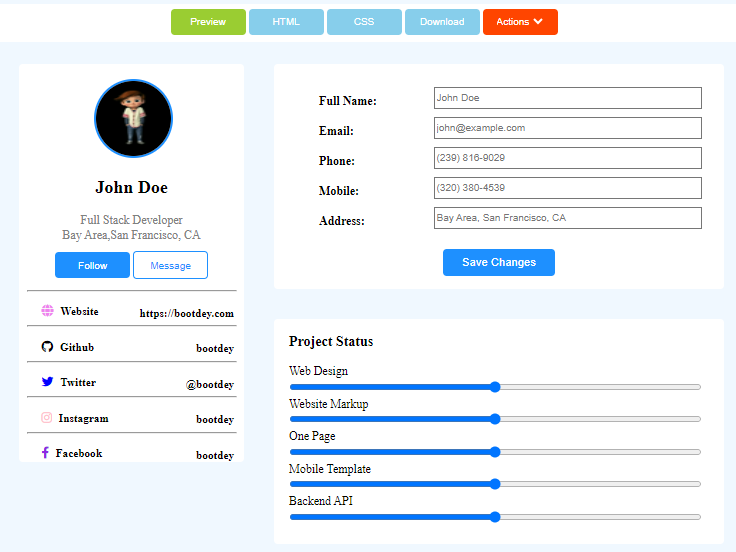 Preview HTML CSS Download Actions
John Doe
Full Stack Developer
Bay Area,San Francisco, CA
Follow Message
Website https://bootdey.com
Github bootdey
Twitter @bootdey
Instagram bootdey
Facebook bootdey
Full Name: John Doe
Email: john@example.com
Phone: (239) 816-9029
Mobile: (320) 380-4539
Address: Bay Area, San Francisco, CA
Save Changes
Project Status
Web Design
Website Markup
One Page
Mobile Template
Backend API